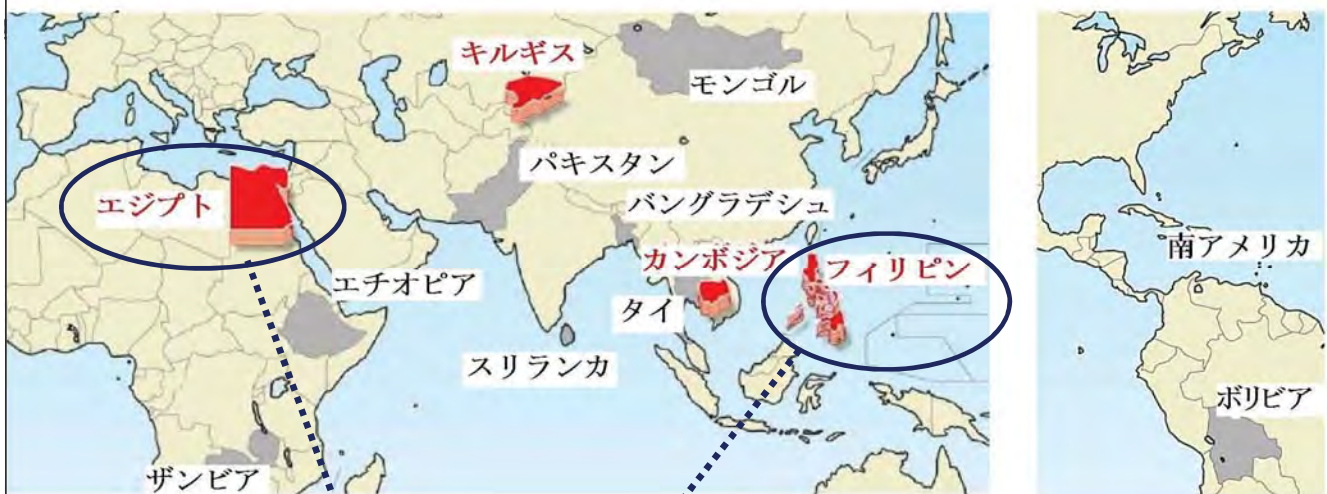 キルギス
モンゴル
パキスタン
エジプト
バングラデシュ
南アメリカ
カンボジア
フィリピン
エチオピア
タイ
スリランカ
ボリビア
ザンビア